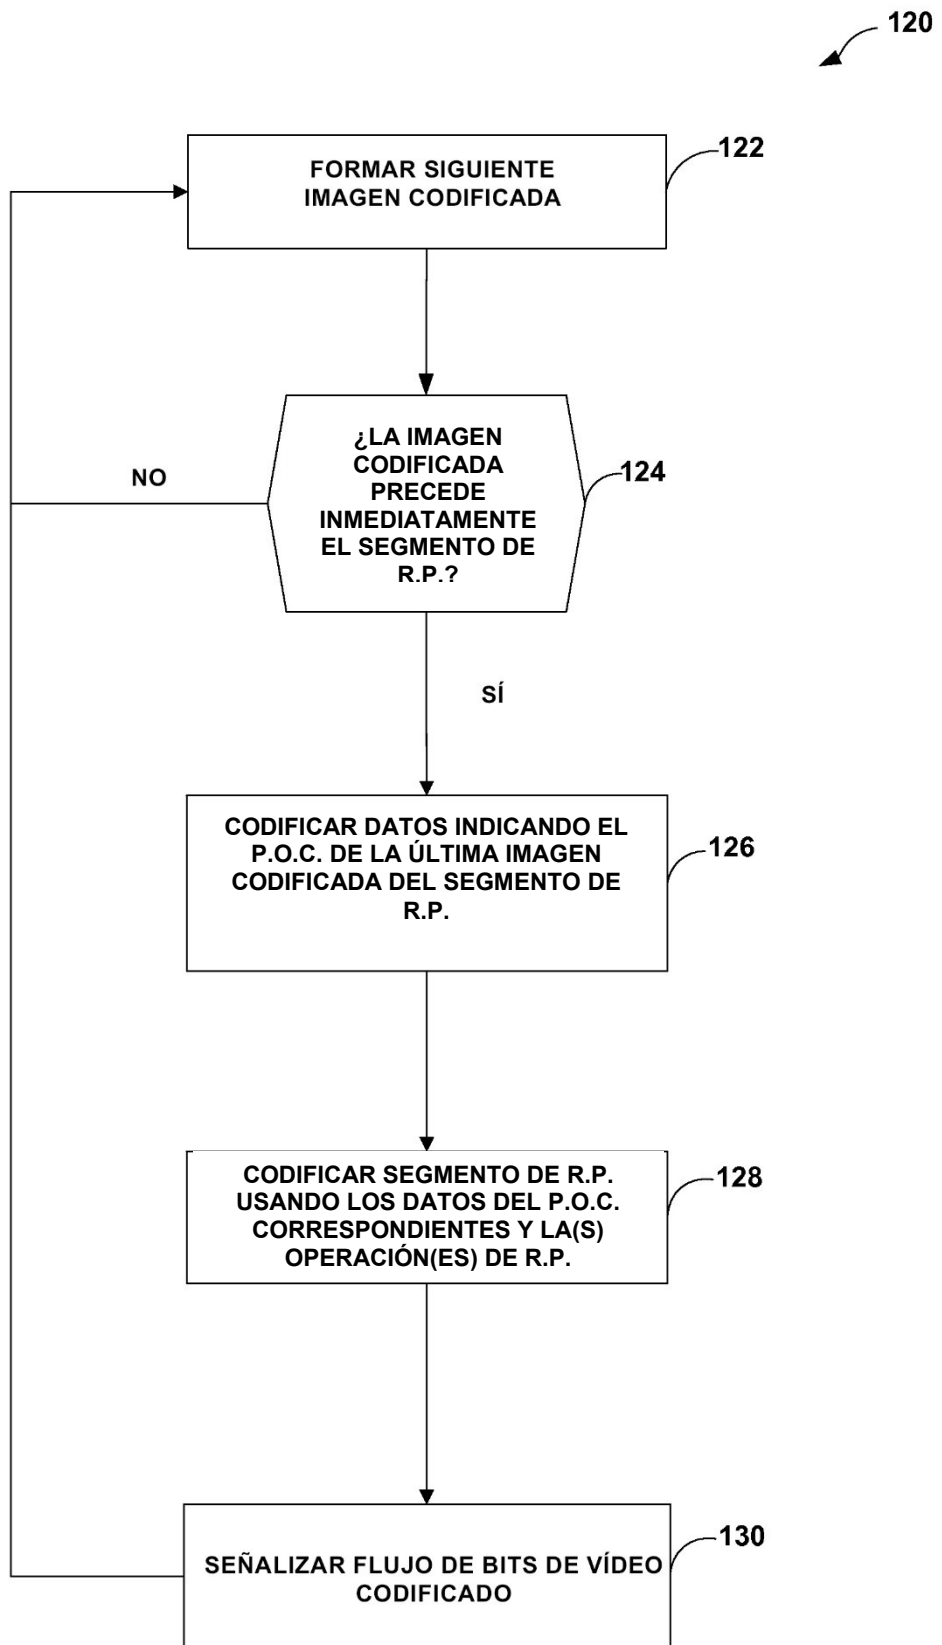 120
FORMAR SIGUIENTE
IMAGEN CODIFICADA
122
¿LA IMAGEN
CODIFICADA
PRECEDE
INMEDIATAMENTE
EL SEGMENTO DE
R.P.?
124
NO
SÍ
CODIFICAR DATOS INDICANDO EL
P.O.C. DE LA ÚLTIMA IMAGEN
CODIFICADA DEL SEGMENTO DE
R.P.
126
CODIFICAR SEGMENTO DE R.P.
USANDO LOS DATOS DEL P.O.C.
CORRESPONDIENTES Y LA(S)
OPERACIÓN(ES) DE R.P.
128
SEÑALIZAR FLUJO DE BITS DE VÍDEO
CODIFICADO
130